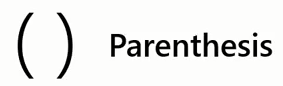 ( ) Parenthesis